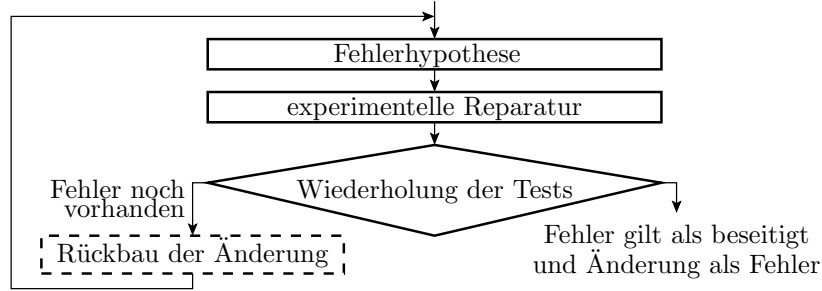 Fehlerhypothese
experimentelle Reparatur
Wiederholung der Tests
Fehler noch
vorhanden
Rückbau der Änderung
Fehler gilt als beseitigt
und Änderung als Fehler